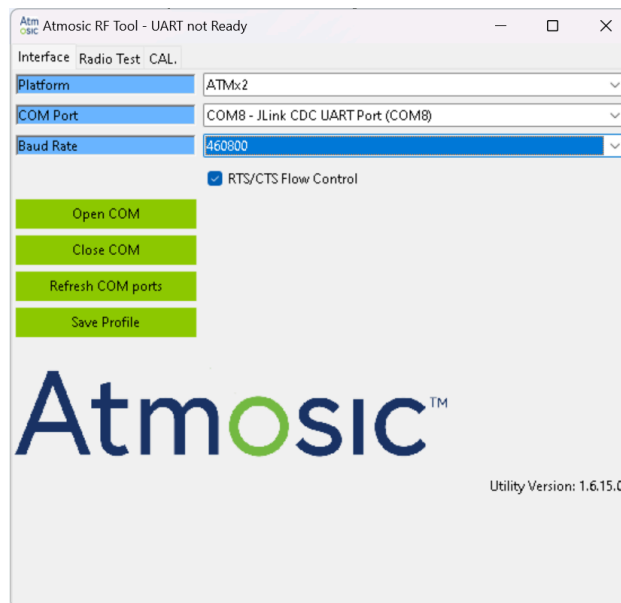 Atmosic Atmosic RF Tool - UART not Ready
Interface Radio Test CAL.
Platform ATMx2
COM Port COM8 - JLink CDC UART Port (COM8)
Baud Rate 460800
RTS/CTS Flow Control
Open COM
Close COM
Refresh COM ports
Save Profile
Atmosic™
Utility Version: 1.6.15.0